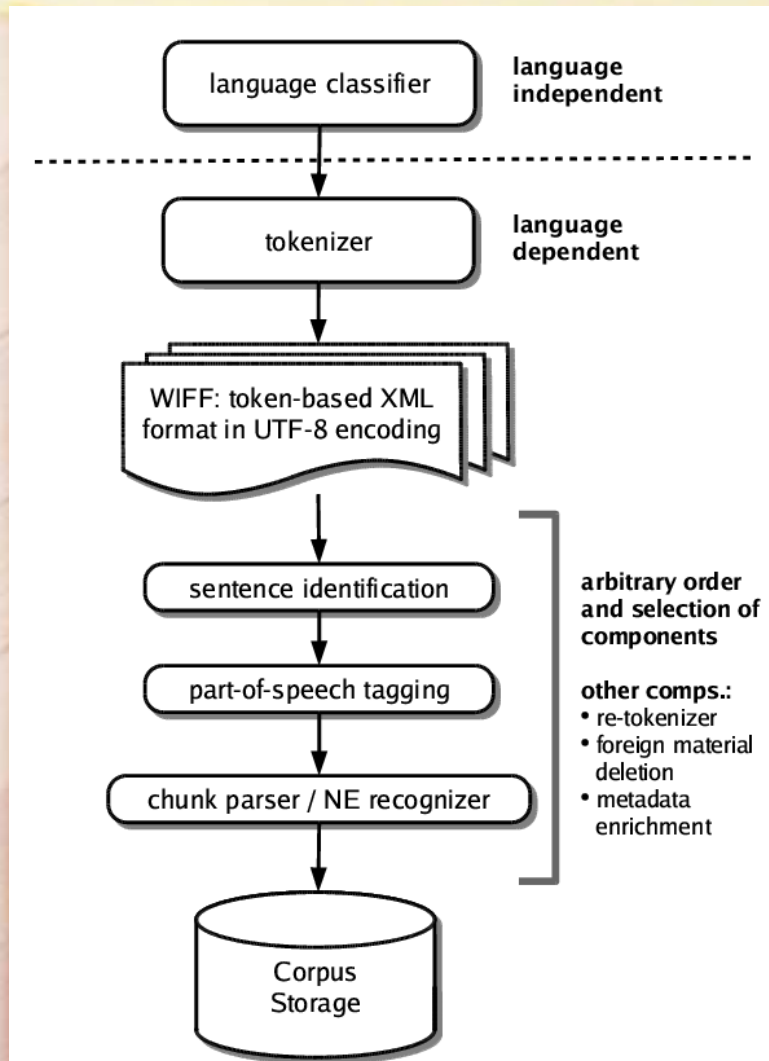 language classifier
language
independent
tokenizer
language
dependent
WIFF: token-based XML
format in UTF-8 encoding
sentence identification
part-of-speech tagging
chunk parser / NE recognizer
arbitrary order
and selection of
components
other comps.:
• re-tokenizer
• foreign material
deletion
• metadata
enrichment
Corpus
Storage